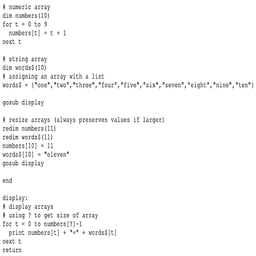 # numeric array
dim numbers(10)
for t = 0 to 9
numbers[t] = t + 1
next t
# string array
dim words$(10)
# assigning an array with a list
words$ = {"one","two","three","four","five","six","seven","eight","nine","ten"}
gosub display
# resize arrays (always preserves values if larger)
redim numbers(11)
redim words$(11)
numbers[10] = 11
words$[10] = "eleven"
gosub display
end
display:
# display arrays
# using ? to get size of array
for t = 0 to numbers[?]-1
print numbers[t] + "=" + words$[t]
next t
return